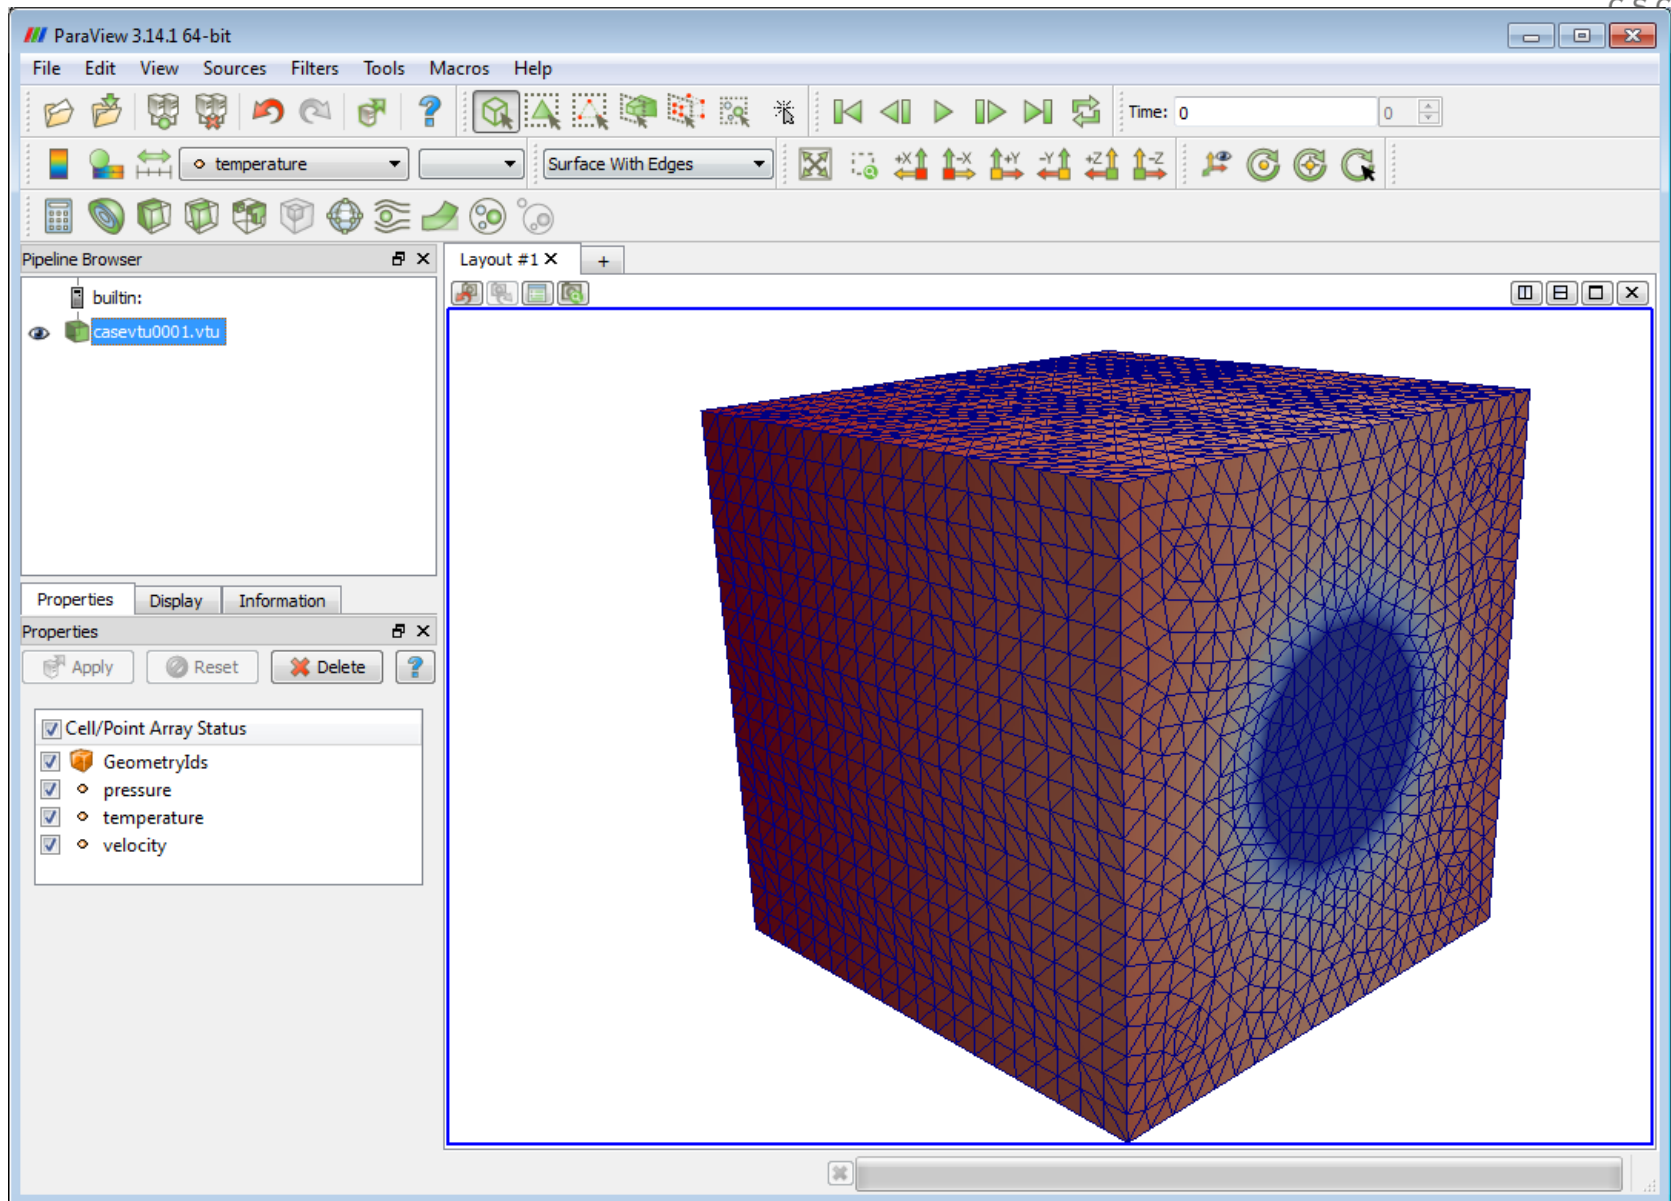 csc
ParaView 3.14.1 64-bit
File Edit View Sources Filters Tools Macros Help
Time: 0 0
temperature Surface With Edges
+X -X +Y -Y +Z -Z
Pipeline Browser
Layout #1 +
builtin:
casevtu0001.vtu
Properties Display Information
Properties
Apply Reset Delete ?
Cell/Point Array Status
GeometryIds
pressure
temperature
velocity